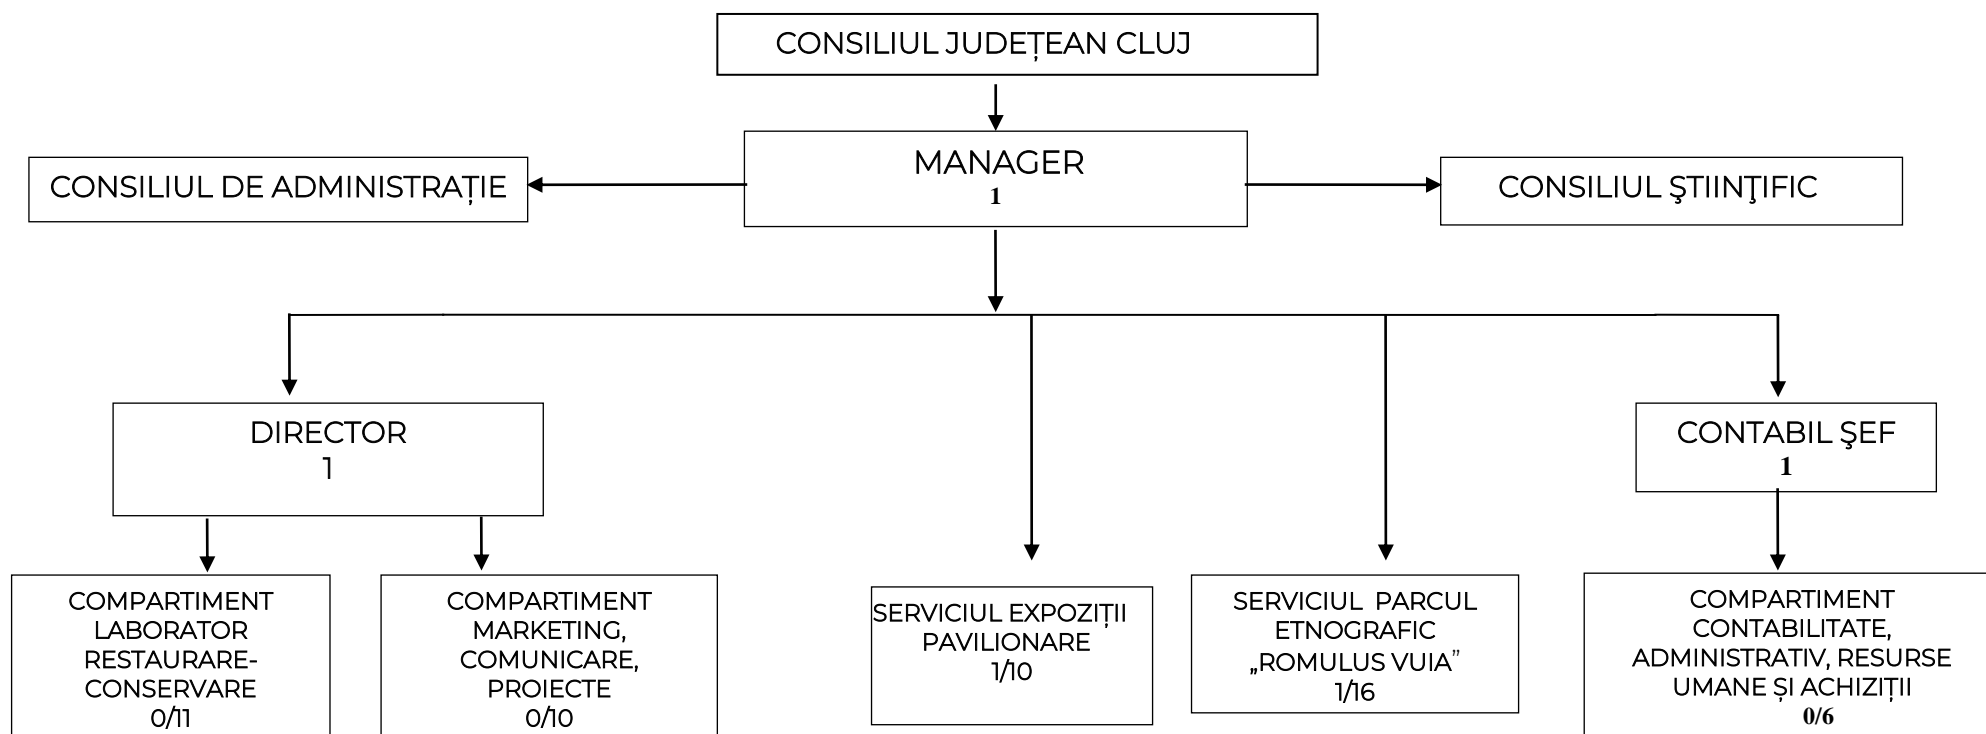 CONSILIUL JUDEȚEAN CLUJ
MANAGER
1
CONSILIUL DE ADMINISTRAȚIE
CONSILIUL ŞTIINŢIFIC
DIRECTOR
1
CONTABIL ŞEF
1
COMPARTIMENT
LABORATOR
RESTAURARE-
CONSERVARE
0/11
COMPARTIMENT
MARKETING,
COMUNICARE,
PROIECTE
0/10
SERVICIUL EXPOZIȚII
PAVILIONARE
1/10
SERVICIUL PARCUL
ETNOGRAFIC
„ROMULUS VUIA”
1/16
COMPARTIMENT
CONTABILITATE,
ADMINISTRATIV, RESURSE
UMANE ȘI ACHIZIȚII
0/6